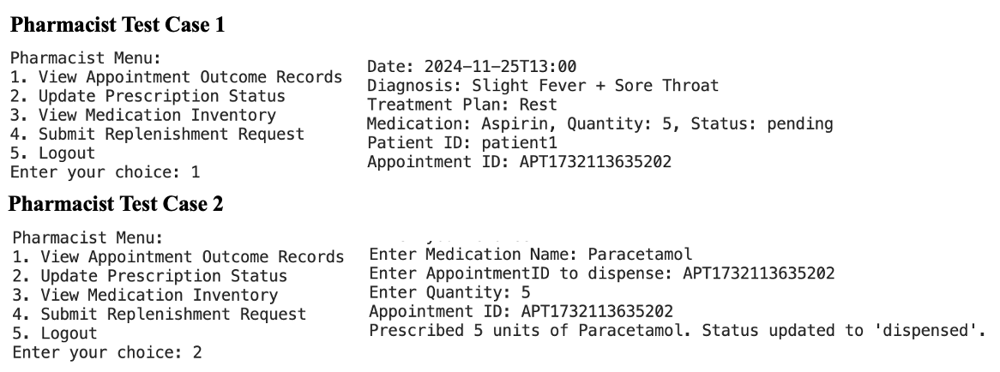 Pharmacist Test Case 1
Pharmacist Menu:
1. View Appointment Outcome Records
2. Update Prescription Status
3. View Medication Inventory
4. Submit Replenishment Request
5. Logout
Enter your choice: 1
Date: 2024-11-25T13:00
Diagnosis: Slight Fever + Sore Throat
Treatment Plan: Rest
Medication: Aspirin, Quantity: 5, Status: pending
Patient ID: patient1
Appointment ID: APT1732113635202
Pharmacist Test Case 2
Pharmacist Menu:
1. View Appointment Outcome Records
2. Update Prescription Status
3. View Medication Inventory
4. Submit Replenishment Request
5. Logout
Enter your choice: 2
Enter Medication Name: Paracetamol
Enter AppointmentID to dispense: APT1732113635202
Enter Quantity: 5
Appointment ID: APT1732113635202
Prescribed 5 units of Paracetamol. Status updated to 'dispensed'.